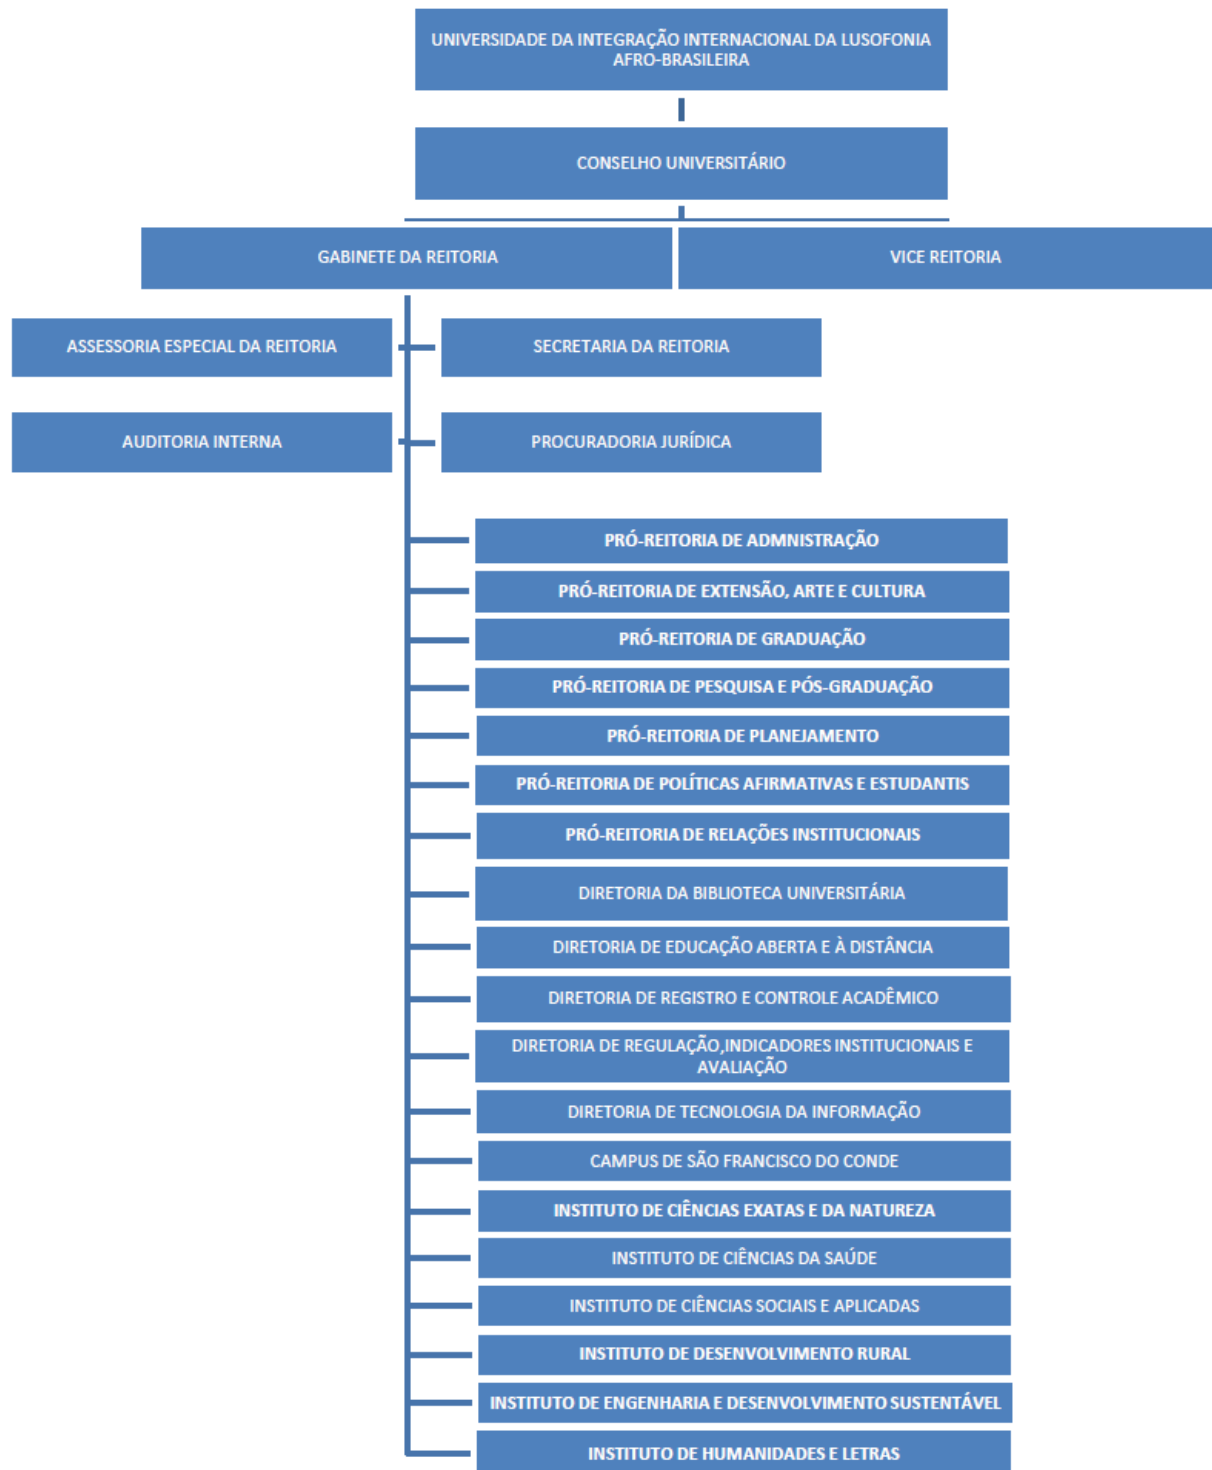 UNIVERSIDADE DA INTEGRAÇÃO INTERNACIONAL DA LUSOFONIA
AFRO-BRASILEIRA
CONSELHO UNIVERSITÁRIO
GABINETE DA REITORIA
VICE REITORIA
ASSESSORIA ESPECIAL DA REITORIA
SECRETARIA DA REITORIA
AUDITORIA INTERNA
PROCURADORIA JURÍDICA
PRÓ-REITORIA DE ADMNISTRAÇÃO
PRÓ-REITORIA DE EXTENSÃO, ARTE E CULTURA
PRÓ-REITORIA DE GRADUAÇÃO
PRÓ-REITORIA DE PESQUISA E PÓS-GRADUAÇÃO
PRÓ-REITORIA DE PLANEJAMENTO
PRÓ-REITORIA DE POLÍTICAS AFIRMATIVAS E ESTUDANTIS
PRÓ-REITORIA DE RELAÇÕES INSTITUCIONAIS
DIRETORIA DA BIBLIOTECA UNIVERSITÁRIA
DIRETORIA DE EDUCAÇÃO ABERTA E À DISTÂNCIA
DIRETORIA DE REGISTRO E CONTROLE ACADÊMICO
DIRETORIA DE REGULAÇÃO,INDICADORES INSTITUCIONAIS E
AVALIAÇÃO
DIRETORIA DE TECNOLOGIA DA INFORMAÇÃO
CAMPUS DE SÃO FRANCISCO DO CONDE
INSTITUTO DE CIÊNCIAS EXATAS E DA NATUREZA
INSTITUTO DE CIÊNCIAS DA SAÚDE
INSTITUTO DE CIÊNCIAS SOCIAIS E APLICADAS
INSTITUTO DE DESENVOLVIMENTO RURAL
INSTITUTO DE ENGENHARIA E DESENVOLVIMENTO SUSTENTÁVEL
INSTITUTO DE HUMANIDADES E LETRAS